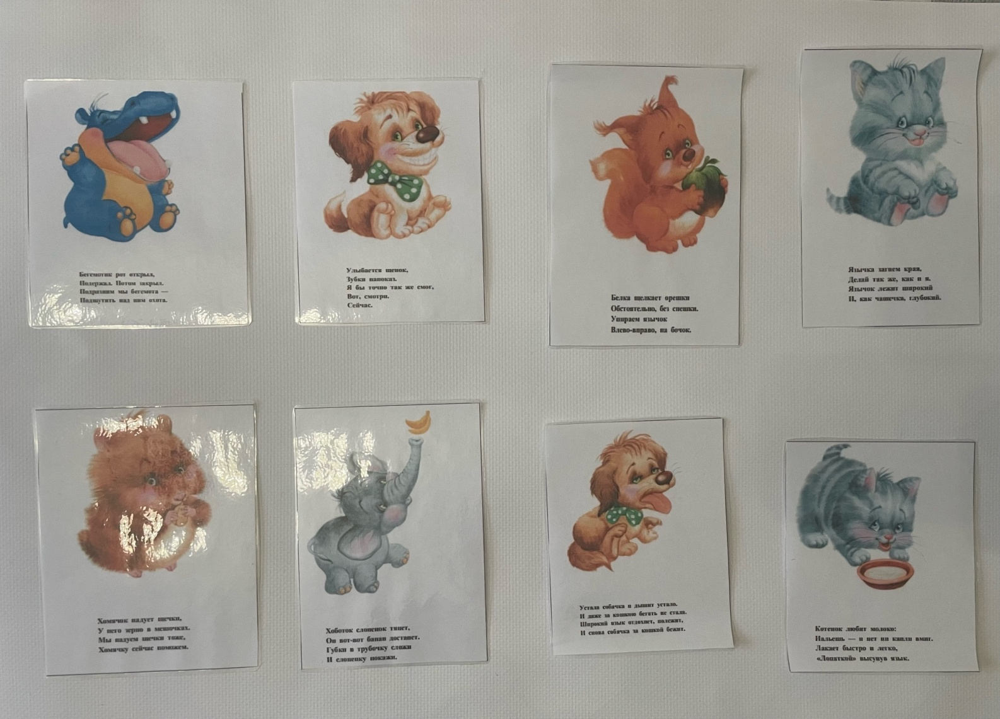 Бегемотик рот открыл,
Подержал. Потом закрыл.
Подразним мы бегемота —
Подшутить над ним охота.
Улыбается щенок,
Зубки напоказ.
Я бы точно так же смог,
Вот, смотри.
Сейчас.
Белка щелкает орешки
Обстоятельно, без спешки.
Упираем язычок
Влево-вправо, на бочок.
Язычка загнем края,
Делай так же, как и я.
Язычок лежит широкий
И, как чашечка, глубокий.
Хомячок надует щечки,
У него зерно в мешочках.
Мы надуем щечки тоже,
Хомячку сейчас поможем.
Хоботок слоненок тянет,
Он вот-вот банан достанет.
Губки в трубочку сложи
И слоненку покажи.
Устала собачка и дышит устало.
И даже за кошкою бегать не стала.
Широкий язык отдохнет, полежит,
И снова собачка за кошкой бежит.
Котенок любит молоко:
Нальешь — и нет ни капли вмиг.
Лакает быстро и легко,
«Лопаткой» высунув язык.